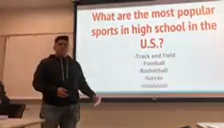 What are the most popular
sports in high school in the
U.S.?
-Track and Field
-Football
-Basketball
-Soccer